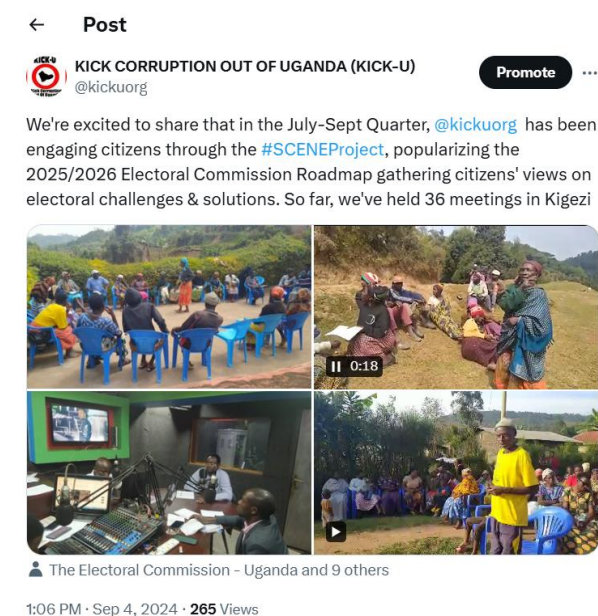 Post
KICK-U
KICK CORRUPTION OUT OF UGANDA (KICK-U)
@kickuorg
Promote
We're excited to share that in the July-Sept Quarter, @kickuorg has been
engaging citizens through the #SCENEProject, popularizing the
2025/2026 Electoral Commission Roadmap gathering citizens' views on
electoral challenges & solutions. So far, we've held 36 meetings in Kigezi
0:18
The Electoral Commission - Uganda and 9 others
1:06 PM · Sep 4, 2024 · 265 Views